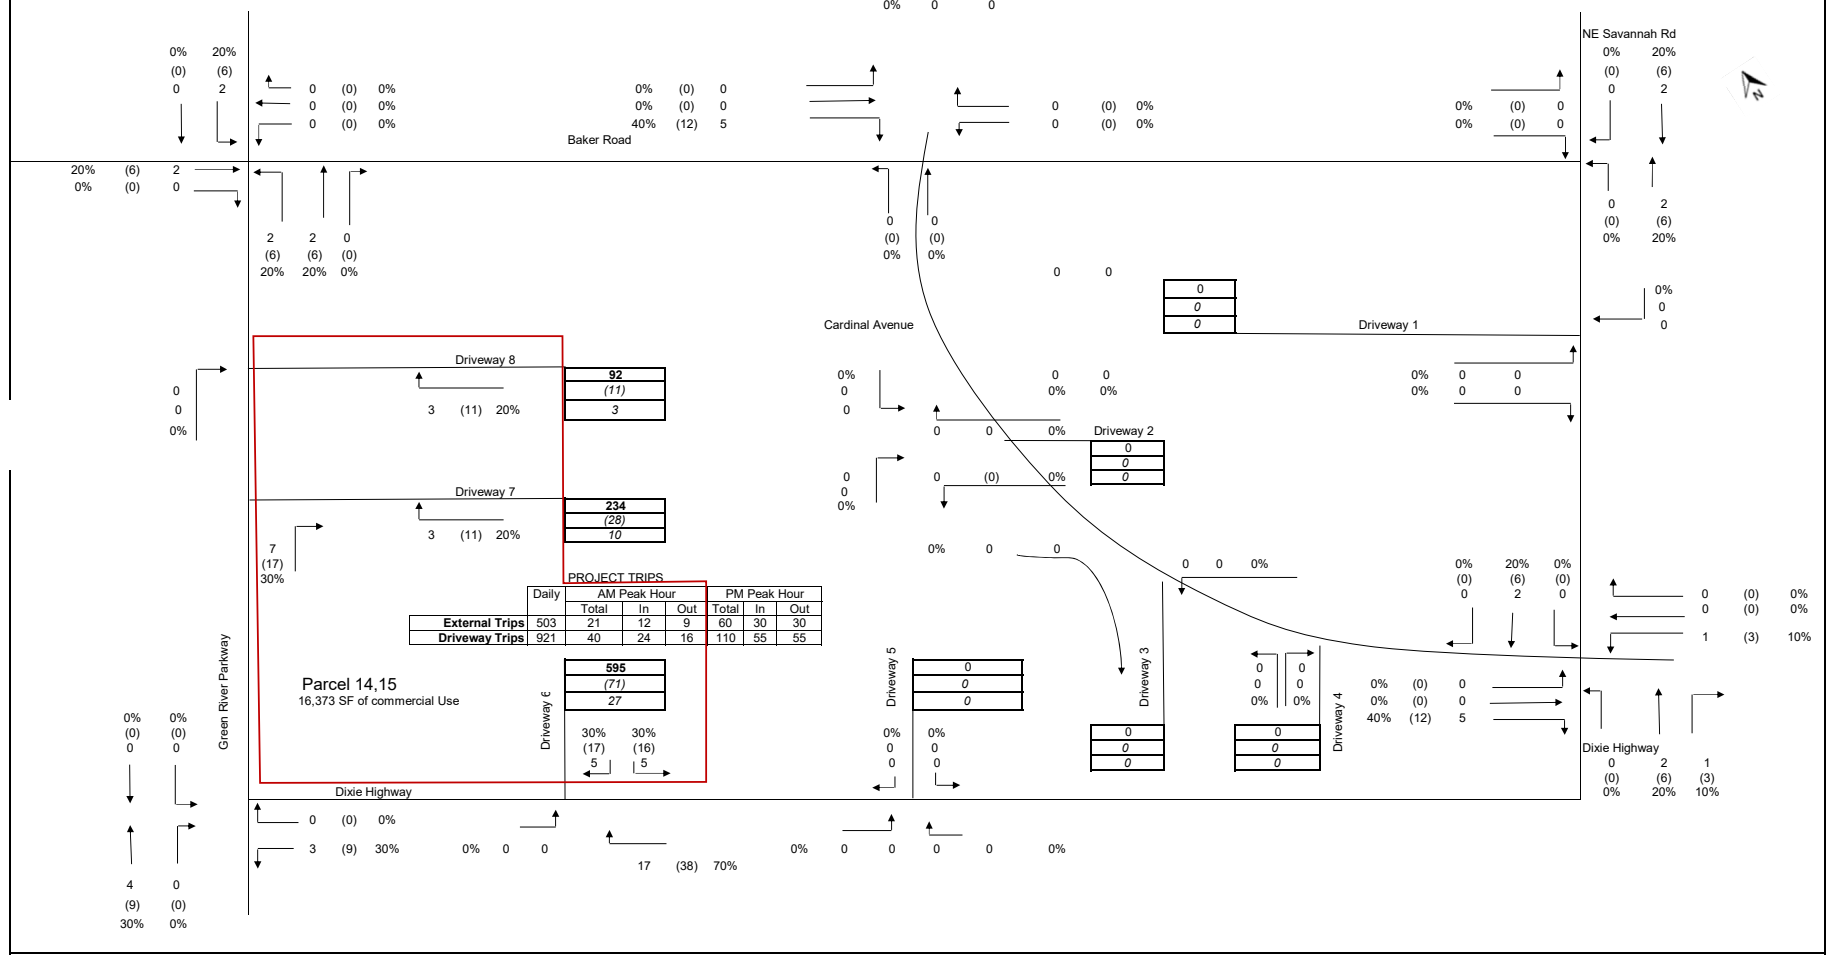 0% 0 0
NE Savannah Rd
0% 20%
(0) (6)
0 2
0 (0) 0%
0 (0) 0%
0 (0) 0%
0% (0) 0
0% (0) 0
40% (12) 5
0 (0) 0%
0 (0) 0%
0% (0) 0
0% (0) 0
0% 20%
(0) (6)
0 2
N
Baker Road
20% (6) 2
0% (0) 0
2 2 0
(6) (6) (0)
20% 20% 0%
0 0
(0) (0)
0% 0%
0 2
(0) (6)
0% 20%
0 0
0
0
0
0%
0
0
Cardinal Avenue
Driveway 1
Driveway 8
92
(11)
3
3 (11) 20%
0
0
0%
0%
0
0
0 0
0% 0%
0% 0 0
0% 0 0
0 0 0%
Driveway 2
0
0
0
0
0
0%
0 (0) 0%
Driveway 7
234
(28)
10
3 (11) 20%
7
(17)
30%
0% 0 0
0 0 0%
0% 20% 0%
(0) (6) (0)
0 2 0
0 (0) 0%
0 (0) 0%
1 (3) 10%
PROJECT TRIPS
Daily AM Peak Hour PM Peak Hour
Total In Out Total In Out
External Trips 503 21 12 9 60 30 30
Driveway Trips 921 40 24 16 110 55 55
Green River Parkway
Parcel 14,15
16,373 SF of commercial Use
595
(71)
27
Driveway 6
30% 30%
(17) (16)
5 5
Driveway 5
0
0
0
0% 0%
0 0
0 0
Driveway 3
0
0
0
0 0
0 0
0% 0%
Driveway 4
0
0
0
0% (0) 0
0% (0) 0
40% (12) 5
Dixie Highway
0 2 1
(0) (6) (3)
0% 20% 10%
0% 0%
(0) (0)
0 0
Dixie Highway
0 (0) 0%
3 (9) 30%
0% 0 0
17 (38) 70%
0% 0 0 0 0 0%
4 0
(9) (0)
30% 0%